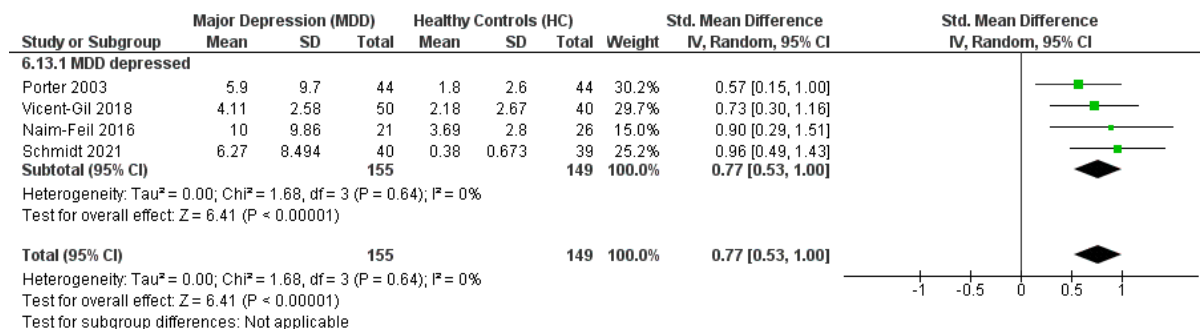 Major Depression (MDD) Healthy Controls (HC) Std. Mean Difference Std. Mean Difference
Study or Subgroup Mean SD Total Mean SD Total Weight IV, Random, 95% CI IV, Random, 95% CI
6.13.1 MDD depressed
Porter 2003 5.9 9.7 44 1.8 2.6 44 30.2% 0.57 [0.15, 1.00]
Vicent-Gil 2018 4.11 2.58 50 2.18 2.67 40 29.7% 0.73 [0.30, 1.16]
Naim-Feil 2016 10 9.86 21 3.69 2.8 26 15.0% 0.90 [0.29, 1.51]
Schmidt 2021 6.27 8.494 40 0.38 0.673 39 25.2% 0.96 [0.49, 1.43]
Subtotal (95% CI) 155 149 100.0% 0.77 [0.53, 1.00]
Heterogeneity: Tau² = 0.00; Chi² = 1.68, df = 3 (P = 0.64); I² = 0%
Test for overall effect: Z = 6.41 (P < 0.00001)
Total (95% CI) 155 149 100.0% 0.77 [0.53, 1.00]
Heterogeneity: Tau² = 0.00; Chi² = 1.68, df = 3 (P = 0.64); I² = 0%
Test for overall effect: Z = 6.41 (P < 0.00001)
Test for subgroup differences: Not applicable
-1 -0.5 0 0.5 1